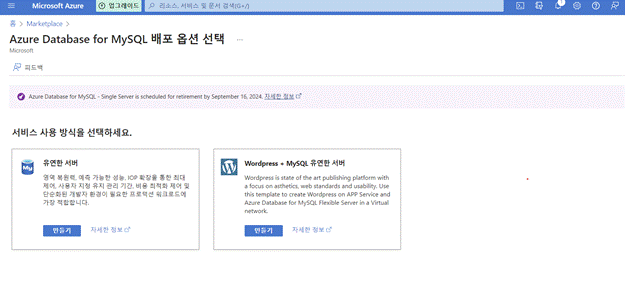 Microsoft Azure
업그레이드
리소스, 서비스 및 문서 검색(G+/)
홈 > Marketplace >
Azure Database for MySQL 배포 옵션 선택 ...
Microsoft
피드백
Azure Database for MySQL - Single Server is scheduled for retirement by September 16, 2024. 자세한 정보
서비스 사용 방식을 선택하세요.
유연한 서버
영역 복원력, 예측 가능한 성능, IOP 확장을 통한 최대
제어, 사용자 지정 유지 관리 기간, 비용 최적화 제어 및
단순화된 개발자 환경이 필요한 프로덕션 워크로드에
가장 적합합니다.
만들기
자세한 정보
Wordpress + MySQL 유연한 서버
Wordpress is state of the art publishing platform with
a focus on asthetics, web standards and usability. Use
this template to create Wordpress on APP Service and
Azure Database for MySQL Flexible Server in a Virtual
network.
만들기
자세한 정보